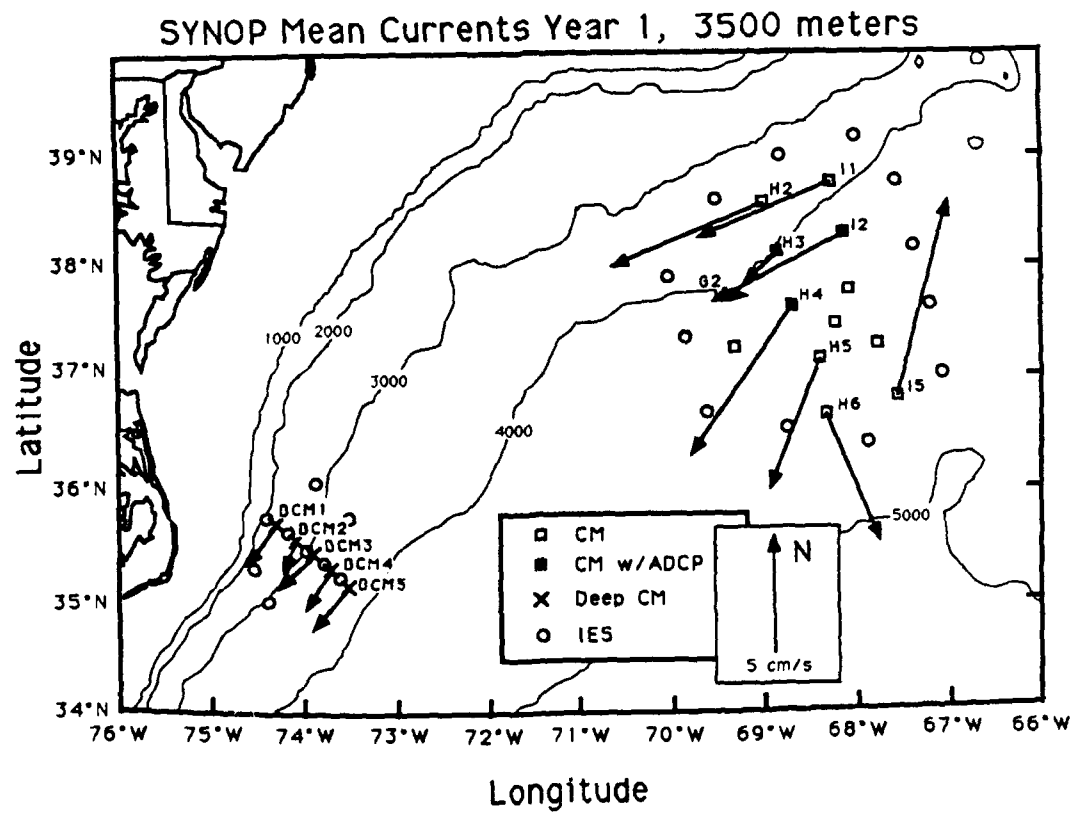 SYNOP Mean Currents Year 1, 3500 meters
Latitude
39°N
38°N
37°N
36°N
35°N
34°N
1000
2000
3000
4000
5000
I1
H2
I2
H3
G2
H4
H5
I5
H6
BCM1
BCM2
BCM3
BCM4
BCM5
CM
CM w/ADCP
Deep CM
IES
N
5 cm/s
76°W 75°W 74°W 73°W 72°W 71°W 70°W 69°W 68°W 67°W 66°W
Longitude